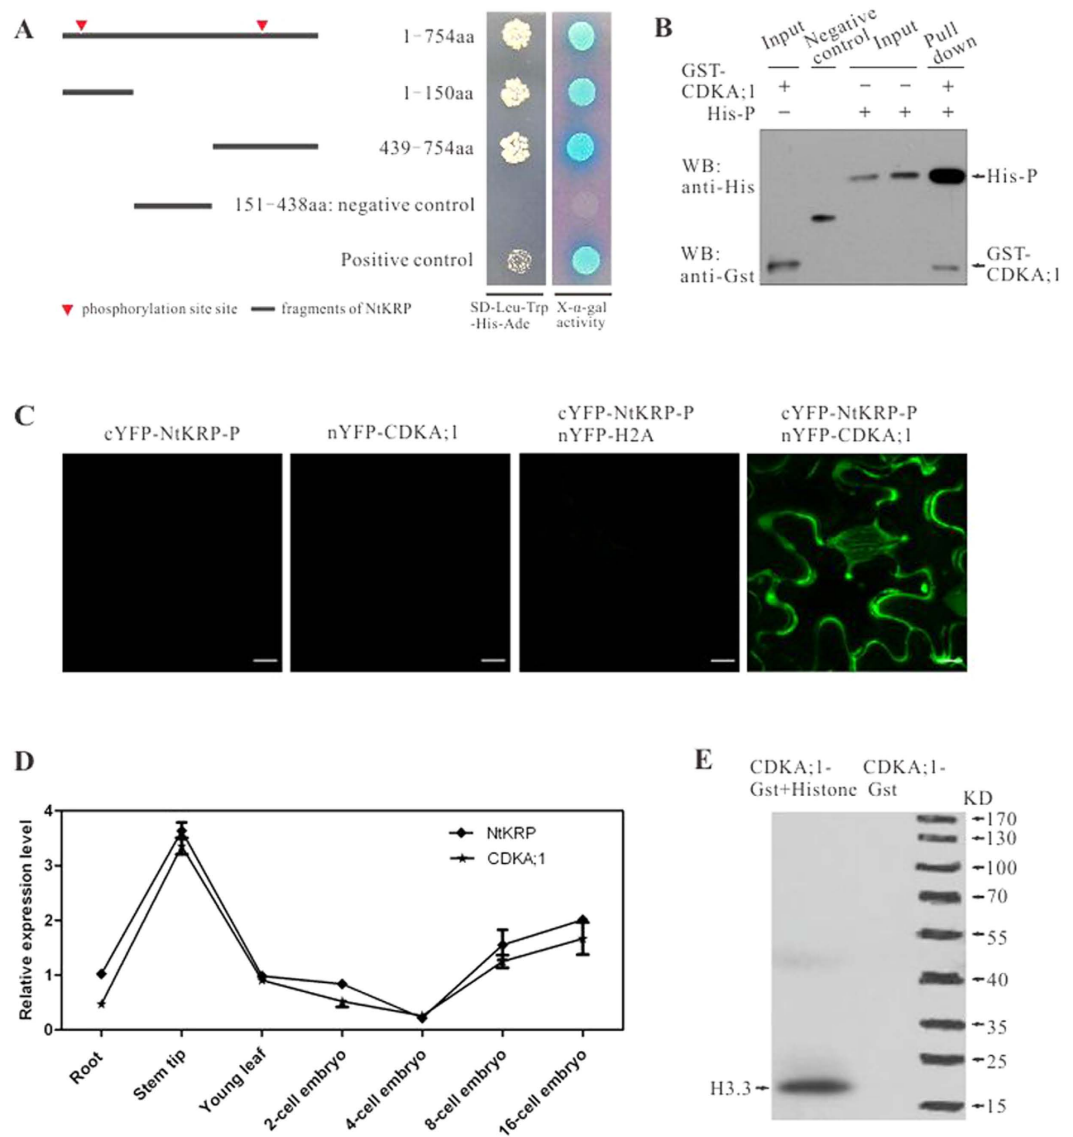 A
1-754aa
1-150aa
439-754aa
151-438aa: negative control
Positive control
phosphorylation site site
fragments of NtKRP
SD-Leu-Trp
-His-Ade
X-α-gal
activity
B
Input
Negative
control
Input
Pull
down
GST-
CDKA;1
+
−
−
+
His-P
−
+
+
+
WB:
anti-His
His-P
WB:
anti-Gst
GST-
CDKA;1
C
cYFP-NtKRP-P
nYFP-CDKA;1
cYFP-NtKRP-P
nYFP-H2A
cYFP-NtKRP-P
nYFP-CDKA;1
D
Relative expression level
4
3
2
1
0
NtKRP
CDKA;1
Root
Stem tip
Young leaf
2-cell embryo
4-cell embryo
8-cell embryo
16-cell embryo
E
CDKA;1-
Gst+Histone
CDKA;1-
Gst
KD
170
130
100
70
55
40
35
25
15
H3.3